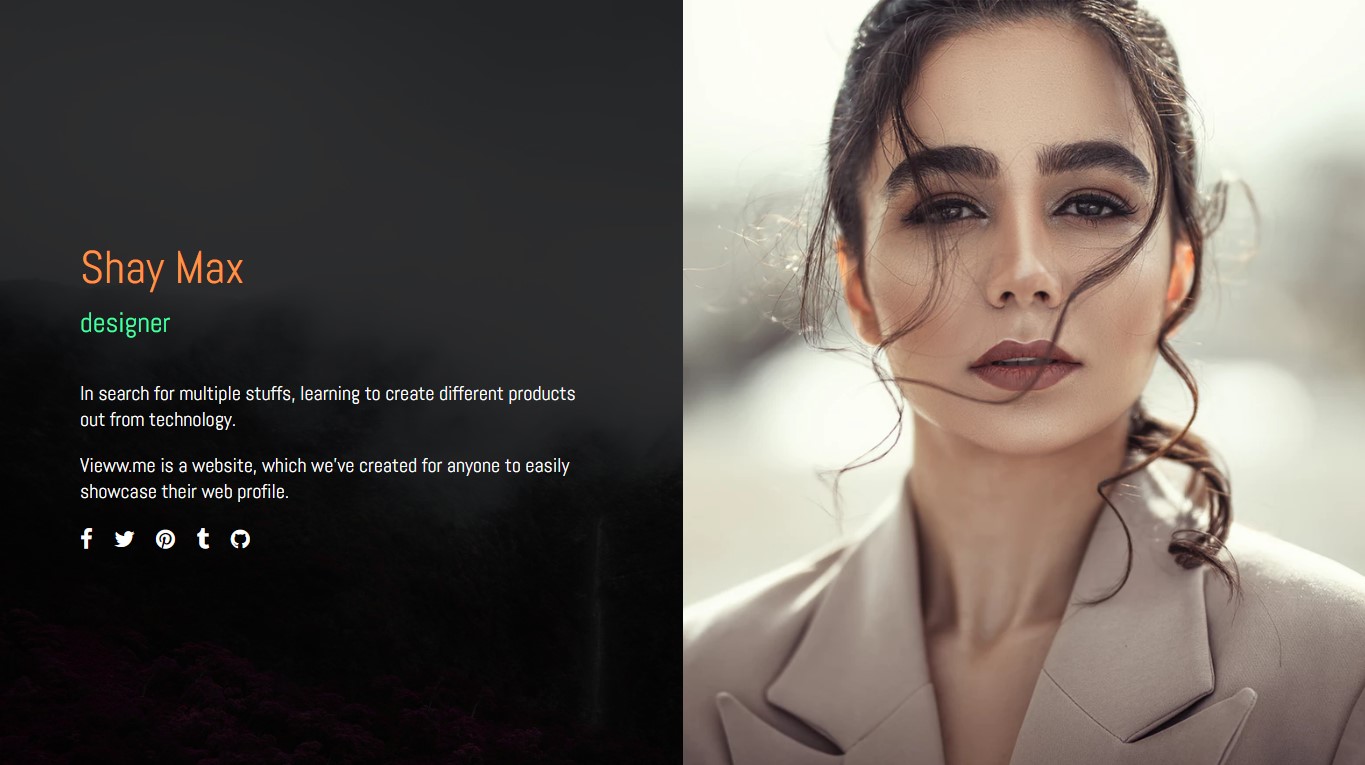 Shay Max
designer
In search for multiple stuffs, learning to create different products
out from technology.
Vieww.me is a website, which we've created for anyone to easily
showcase their web profile.